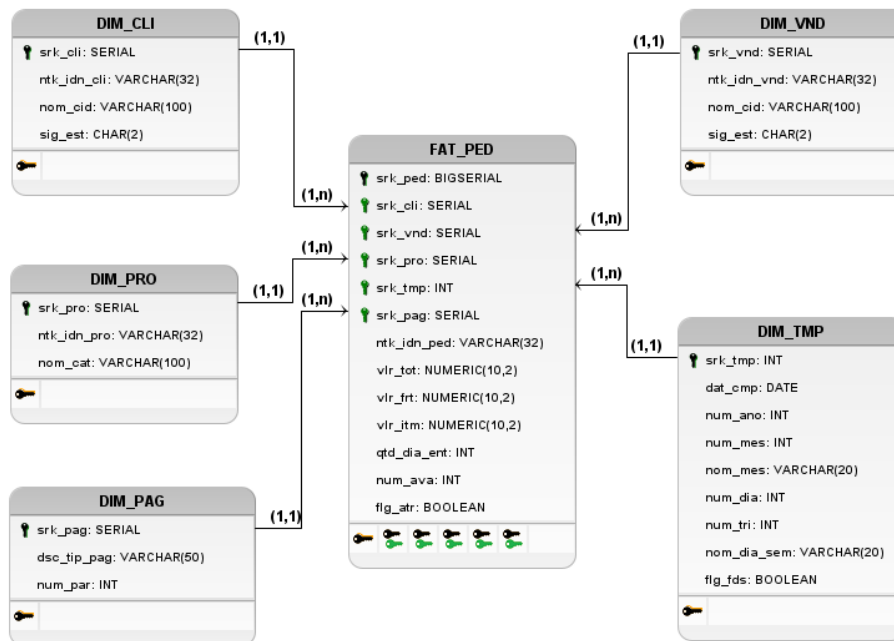 DIM_CLI
srk_cli: SERIAL
ntk_idn_cli: VARCHAR(32)
nom_cid: VARCHAR(100)
sig_est: CHAR(2)
(1,1)
(1,n)
DIM_PRO
srk_pro: SERIAL
ntk_idn_pro: VARCHAR(32)
nom_cat: VARCHAR(100)
(1,1)
(1,n)
DIM_PAG
srk_pag: SERIAL
dsc_tip_pag: VARCHAR(50)
num_par: INT
(1,1)
(1,n)
FAT_PED
srk_ped: BIGSERIAL
srk_cli: SERIAL
srk_vnd: SERIAL
srk_pro: SERIAL
srk_tmp: INT
srk_pag: SERIAL
ntk_idn_ped: VARCHAR(32)
vlr_tot: NUMERIC(10,2)
vlr_frt: NUMERIC(10,2)
vlr_itm: NUMERIC(10,2)
qtd_dia_ent: INT
num_ava: INT
flg_atr: BOOLEAN
DIM_VND
srk_vnd: SERIAL
ntk_idn_vnd: VARCHAR(32)
nom_cid: VARCHAR(100)
sig_est: CHAR(2)
(1,1)
(1,n)
DIM_TMP
srk_tmp: INT
dat_cmp: DATE
num_ano: INT
num_mes: INT
nom_mes: VARCHAR(20)
num_dia: INT
num_tri: INT
nom_dia_sem: VARCHAR(20)
flg_fds: BOOLEAN
(1,1)
(1,n)